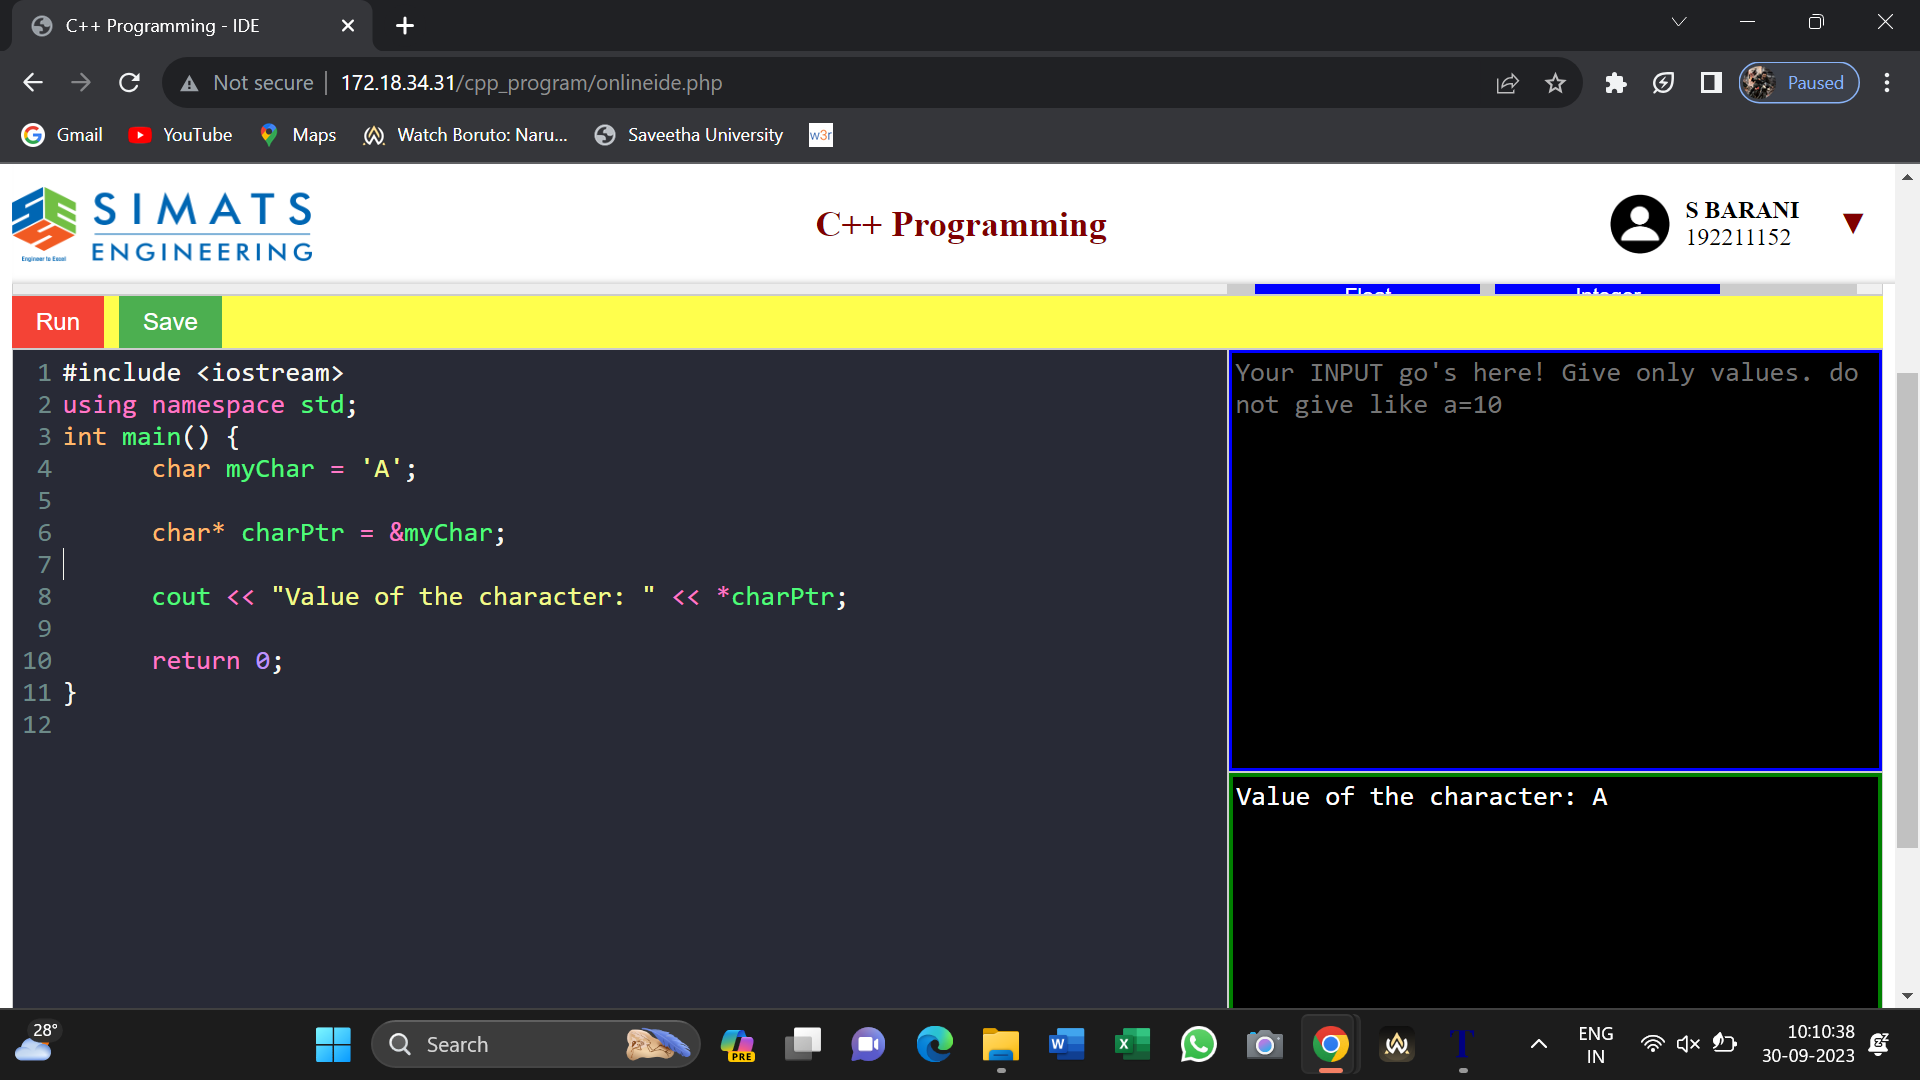 C++ Programming - IDE
Not secure 172.18.34.31/cpp_program/onlineide.php
Paused
Gmail YouTube Maps Watch Boruto: Naru... Saveetha University w3r
SIMATS
ENGINEERING
Engineer to Excel
C++ Programming
S BARANI
192211152
Float Integer
Run Save
1 #include <iostream>
2 using namespace std;
3 int main() {
4 char myChar = 'A';
5
6 char* charPtr = &myChar;
7
8 cout << "Value of the character: " << *charPtr;
9
10 return 0;
11 }
12
Your INPUT go's here! Give only values. do
not give like a=10
Value of the character: A
28°
Search
PRE
ENG
IN
10:10:38
30-09-2023